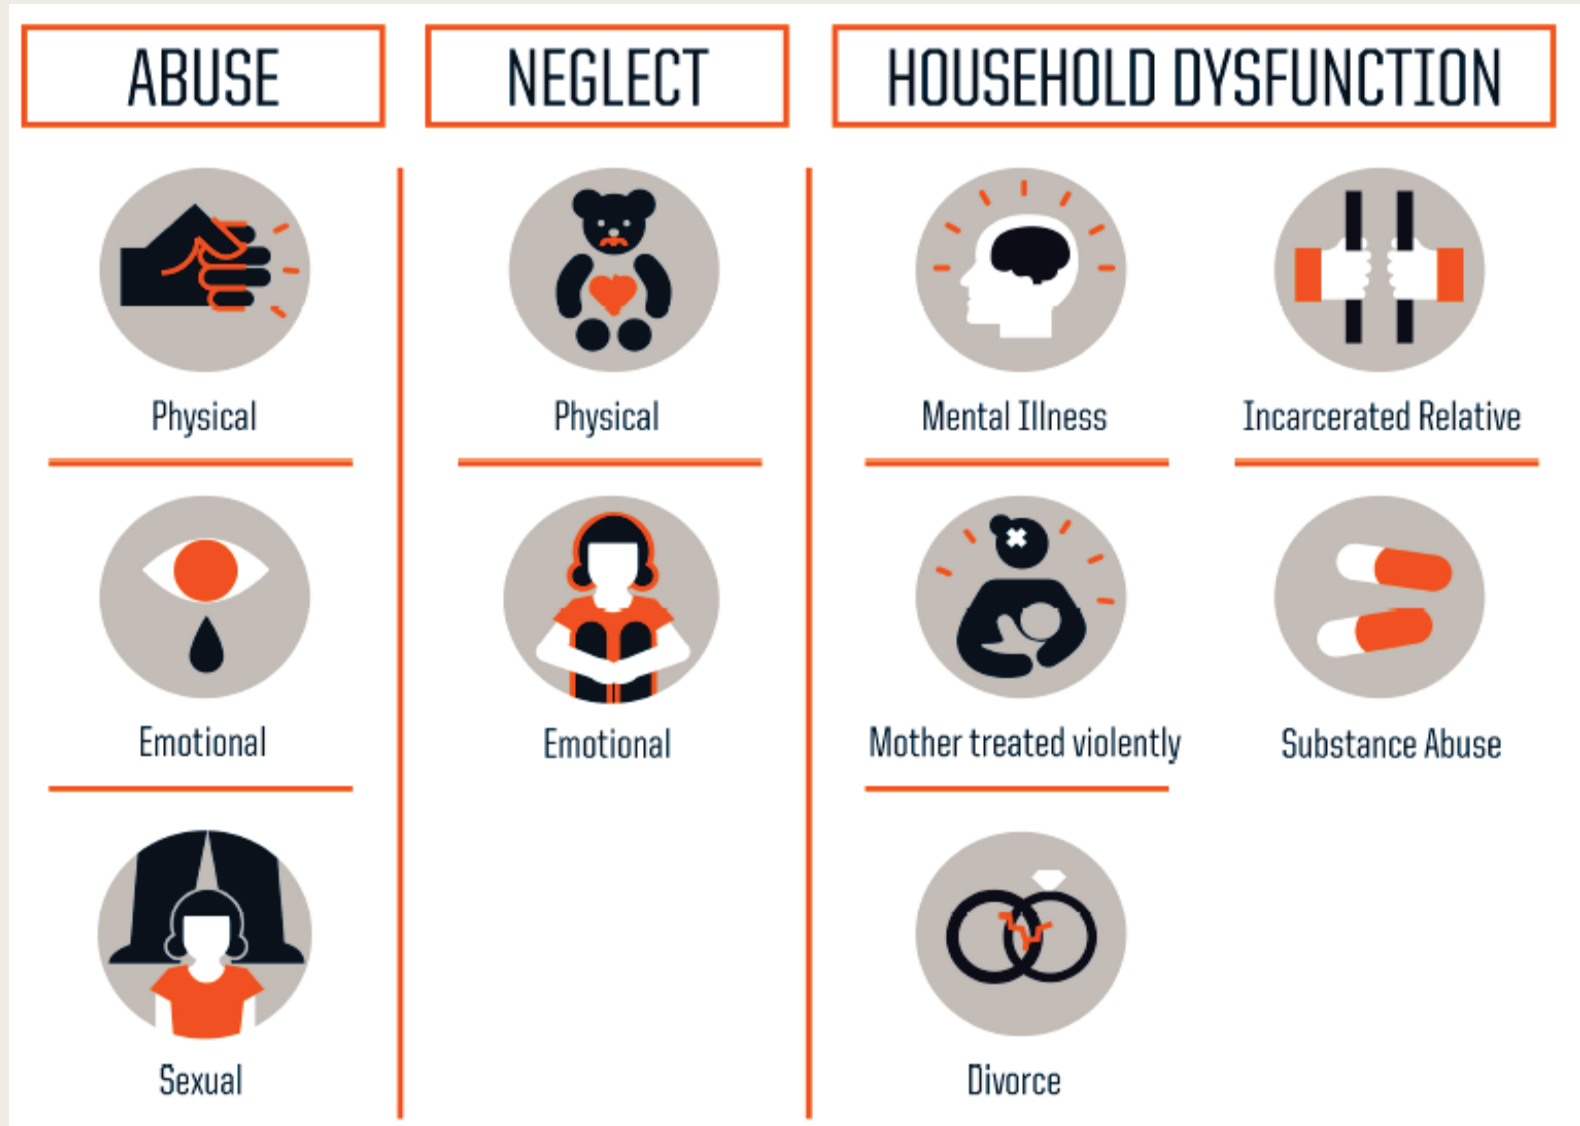 ABUSE
NEGLECT
HOUSEHOLD DYSFUNCTION
Physical
Physical
Mental Illness
Incarcerated Relative
Emotional
Emotional
Mother treated violently
Substance Abuse
Sexual
Divorce